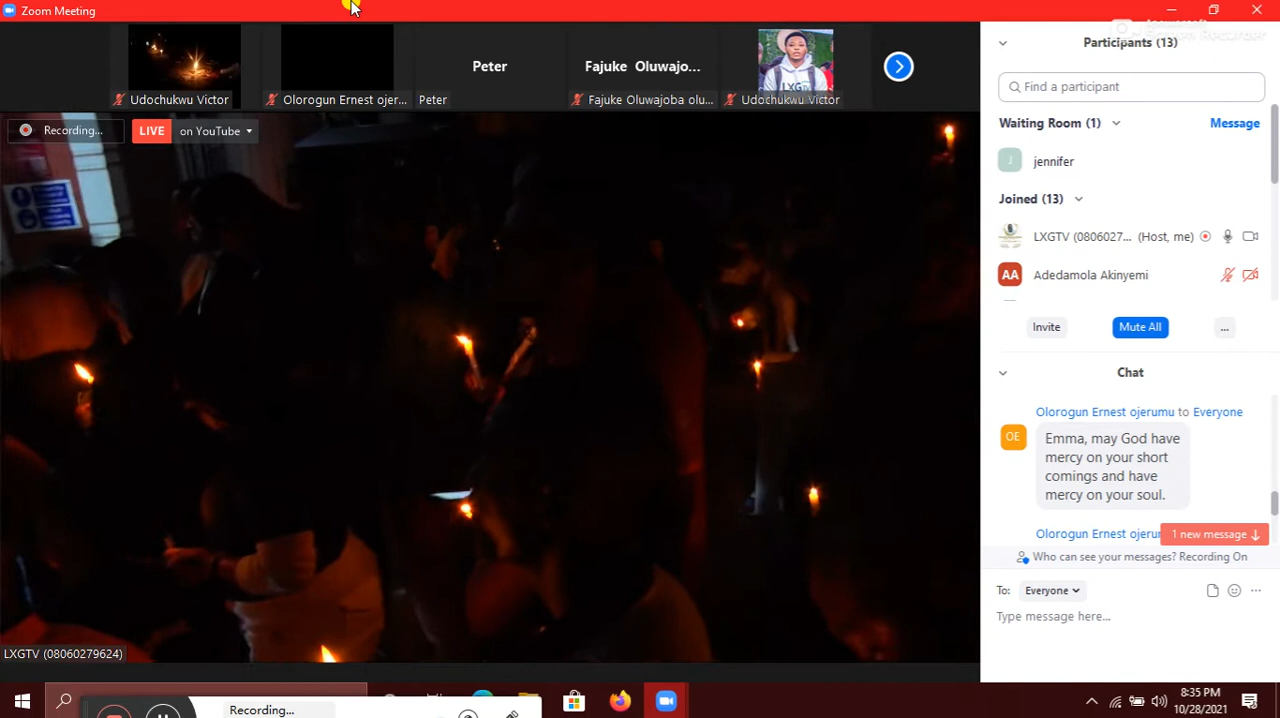 Zoom Meeting
Screen Recorder
Participants (13)
Peter
Fajuke Oluwajo...
LXG
Udochukwu Victor
Olorogun Ernest ojer...
Peter
Fajuke Oluwajoba olu...
Udochukwu Victor
Find a participant
Recording...
LIVE on YouTube
Waiting Room (1)
Message
J
jennifer
Joined (13)
LXGTV (0806027... (Host, me)
AA
Adedamola Akinyemi
Invite
Mute All
...
Chat
Olorogun Ernest ojerumu to Everyone
OE
Emma, may God have
mercy on your short
comings and have
mercy on your soul.
Olorogun Ernest ojeru
1 new message
Who can see your messages? Recording On
To: Everyone
Type message here...
LXGTV (08060279624)
Recording...
8:35 PM
10/28/2021